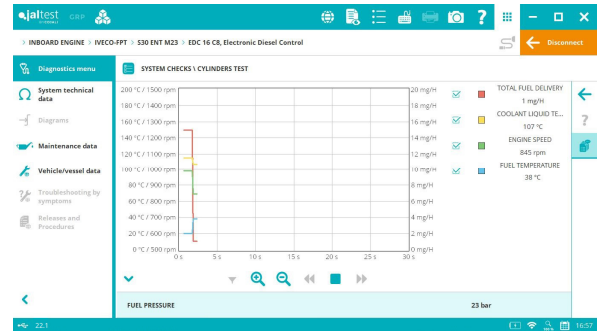 jaltest GRP
> INBOARD ENGINE > IVECO-FPT > S30 ENT M23 > EDC 16 C8, Electronic Diesel Control
Disconnect
Diagnostics menu
SYSTEM CHECKS \ CYLINDERS TEST
System technical
data
Diagrams
Maintenance data
Vehicle/vessel data
Troubleshooting by
symptoms
Releases and
Procedures
200 °C / 1500 rpm
180 °C / 1400 rpm
160 °C / 1300 rpm
140 °C / 1200 rpm
120 °C / 1100 rpm
100 °C / 1000 rpm
80 °C / 900 rpm
60 °C / 800 rpm
40 °C / 700 rpm
20 °C / 600 rpm
0 °C / 500 rpm
20 mg/H
18 mg/H
16 mg/H
14 mg/H
12 mg/H
10 mg/H
8 mg/H
6 mg/H
4 mg/H
2 mg/H
0 mg/H
0 s 5 s 10 s 15 s 20 s 25 s 30 s
TOTAL FUEL DELIVERY
1 mg/H
COOLANT LIQUID TE...
107 °C
ENGINE SPEED
845 rpm
FUEL TEMPERATURE
38 °C
?
?
FUEL PRESSURE 23 bar
22.1
16:57